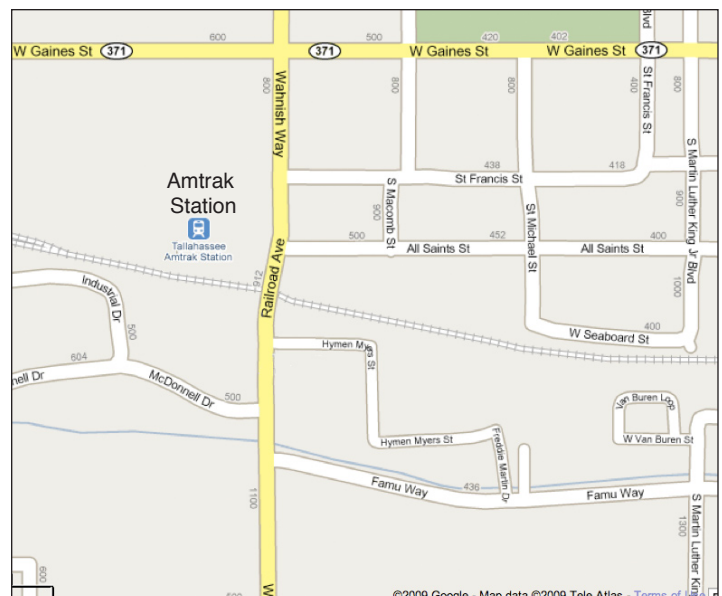 600
500
420
402
Blvd
W Gaines St
371
371
W Gaines St
W Gaines St
371
800
Wahnish Way
800
800
400
St Francis St
800
S Martin Luther King Jr Blvd
438
418
Amtrak
Station
St Francis St
S Macomb St
900
900
St Michael St
Tallahassee
Amtrak Station
500
452
400
All Saints St
All Saints St
912
Railroad Ave
1000
Industrial Dr
500
400
W Seaboard St
Hymen Myers St
604
nell Dr
McDonnell Dr
500
Van Buren Loop
Hymen Myers St
Freddie Martin Dr
W Van Buren St
Famu Way
436
Famu Way
1100
S Martin Luther King
1300
600
W
©2009 Google - Map data ©2009 Tele Atlas - Terms of Use